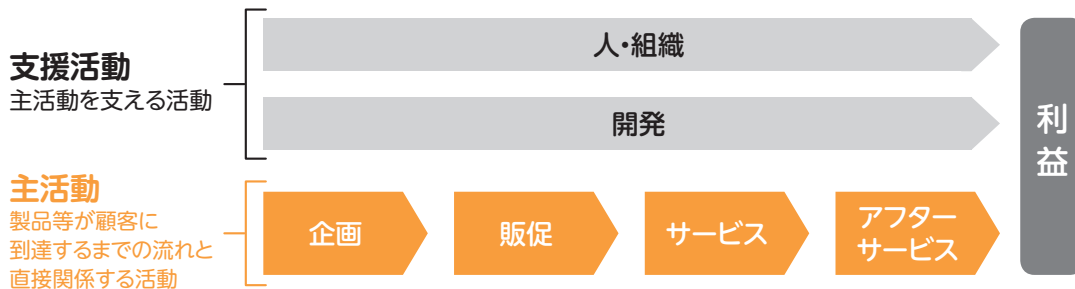 支援活動
主活動を支える活動
人・組織
開発
主活動
製品等が顧客に
到達するまでの流れと
直接関係する活動
企画
販促
サービス
アフター
サービス
利
益